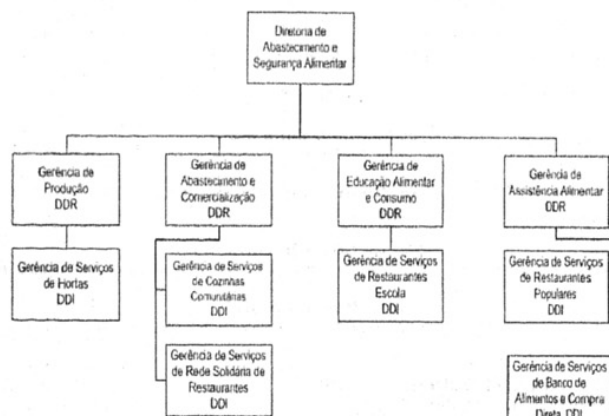 Diretoria de
Abastecimento e
Segurança Alimentar
Gerência de
Produção
DDR
Gerência de
Abastecimento e
Comercialização
DDR
Gerência de
Educação Alimentar
e Consumo
DDR
Gerência de
Assistência Alimentar
DDR
Gerência de Serviços
de Hortas
DDI
Gerência de Serviços
de Cozinhas
Comunitárias
DDI
Gerência de Serviços
de Restaurantes
Escola
DDI
Gerência de Serviços
de Restaurantes
Populares
DDI
Gerência de Serviços
de Rede Solidária de
Restaurantes
DDI
Gerência de Serviços
de Banco de
Alimentos e Compra
Direta DDI